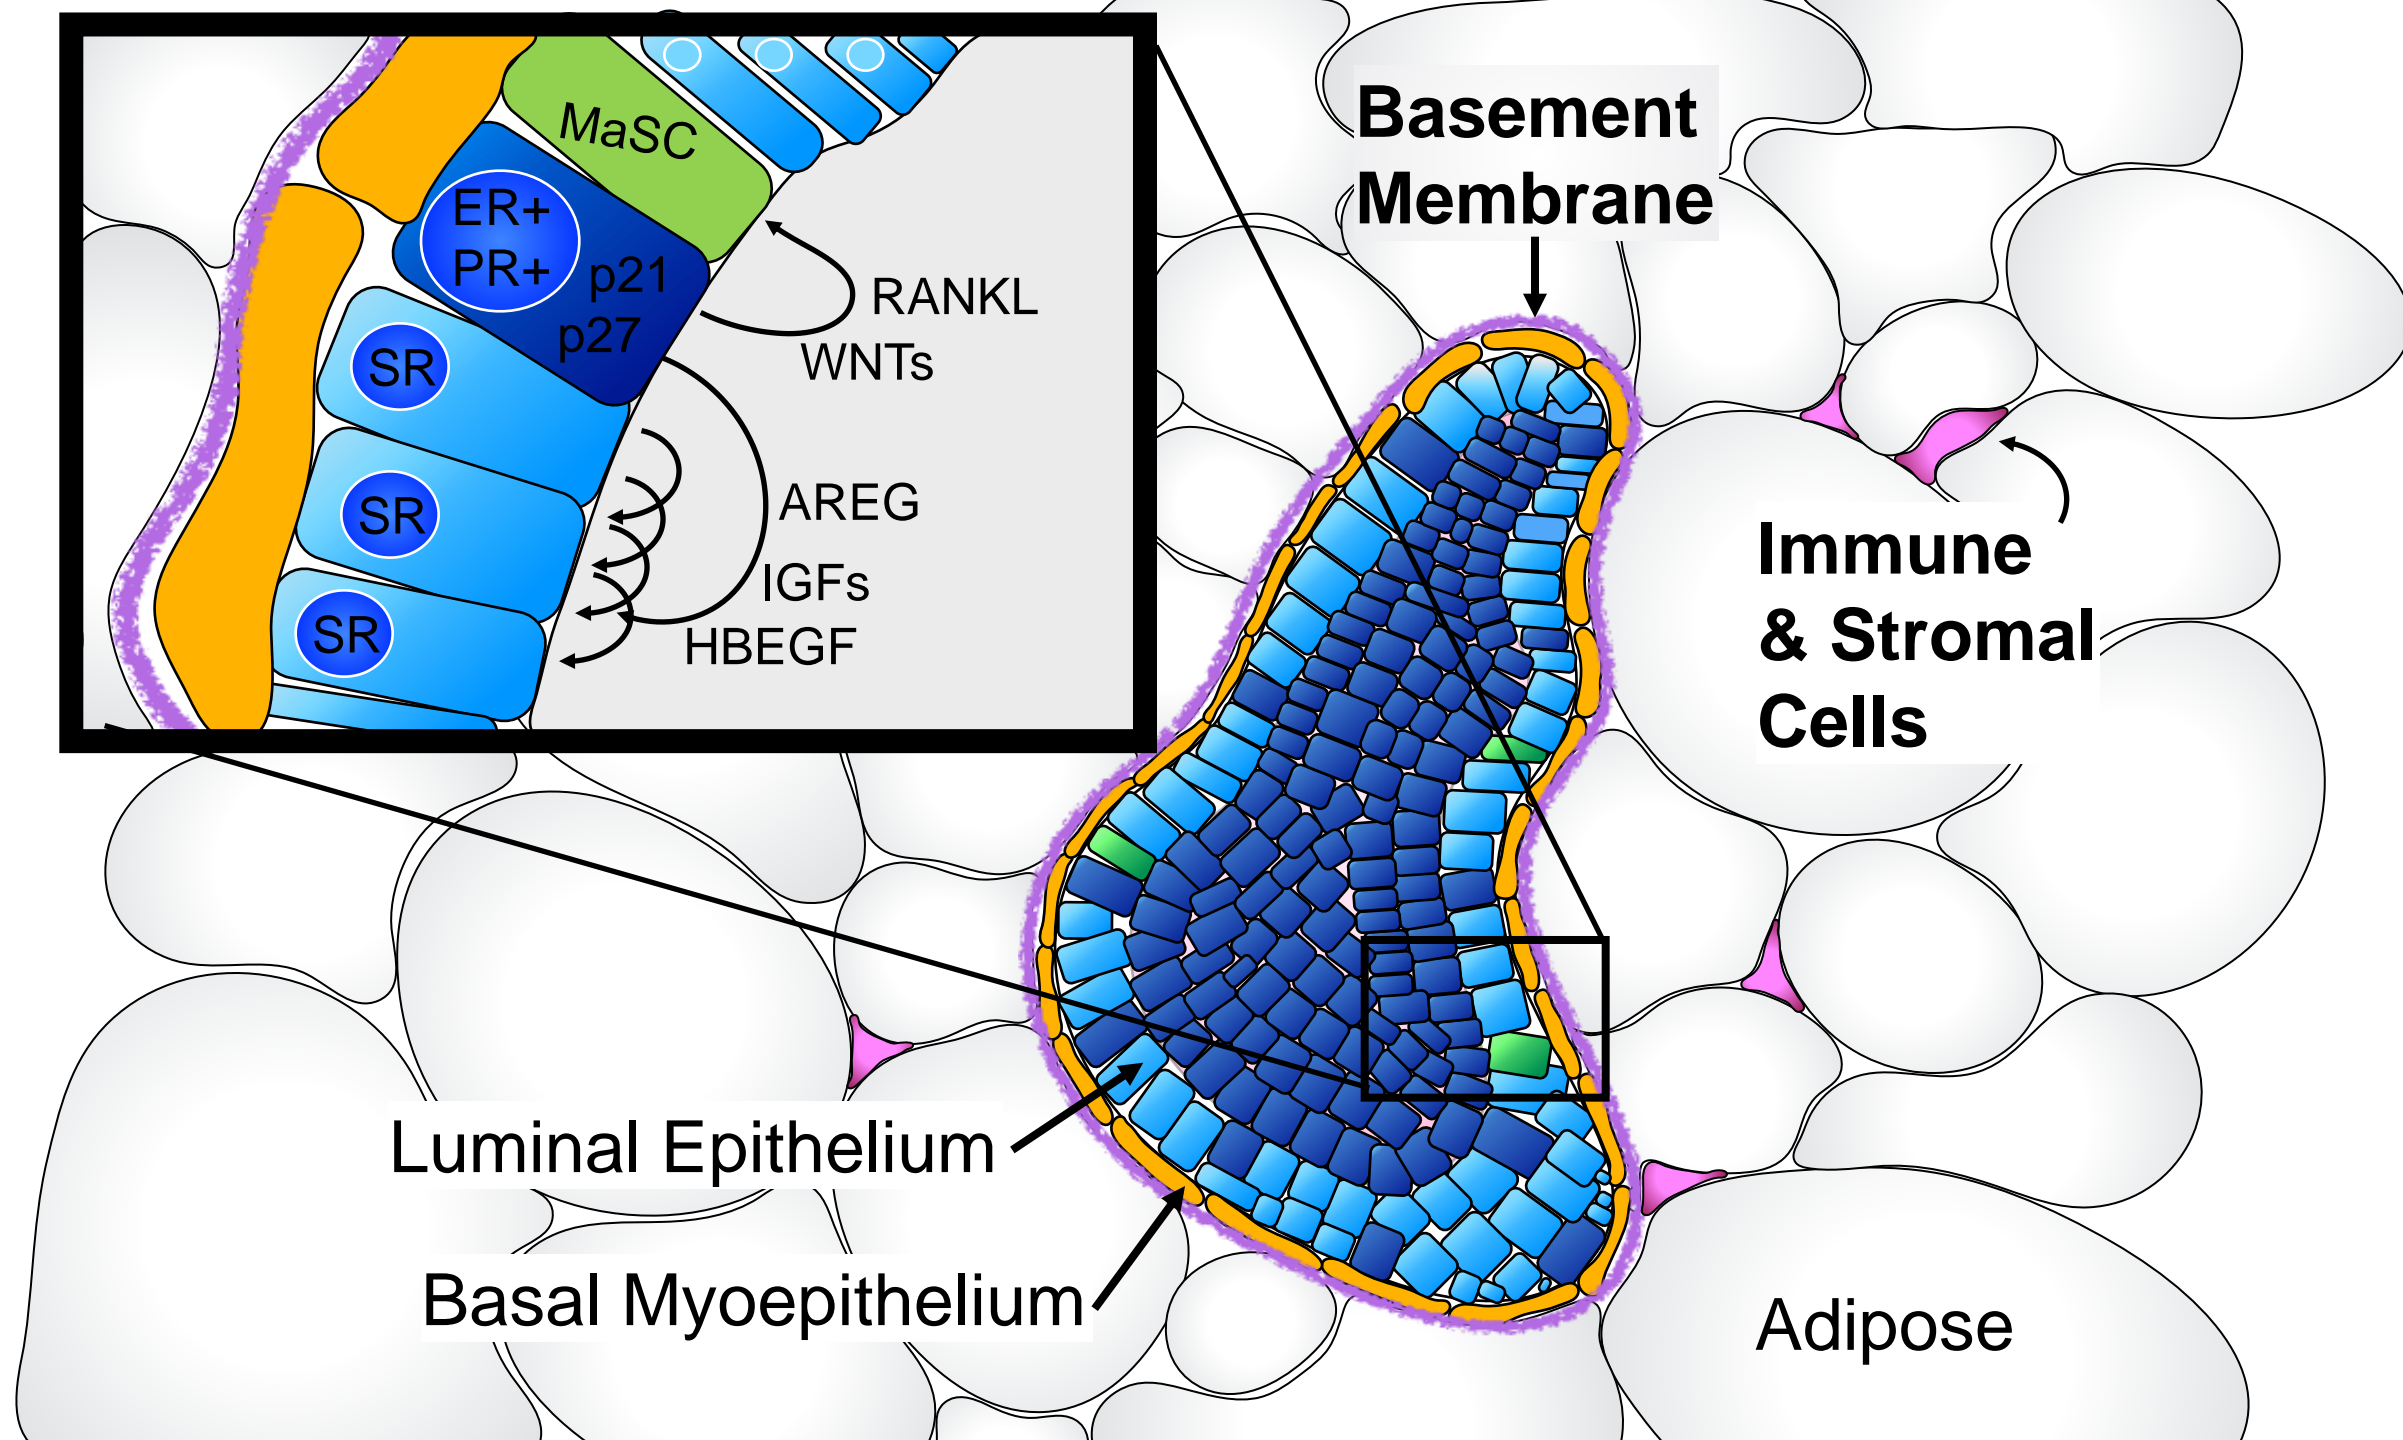 MaSC
ER+
PR+
p21
p27
SR
SR
SR
RANKL
WNTs
AREG
IGFs
HBEGF
Basement
Membrane
Immune
& Stromal
Cells
Luminal Epithelium
Basal Myoepithelium
Adipose